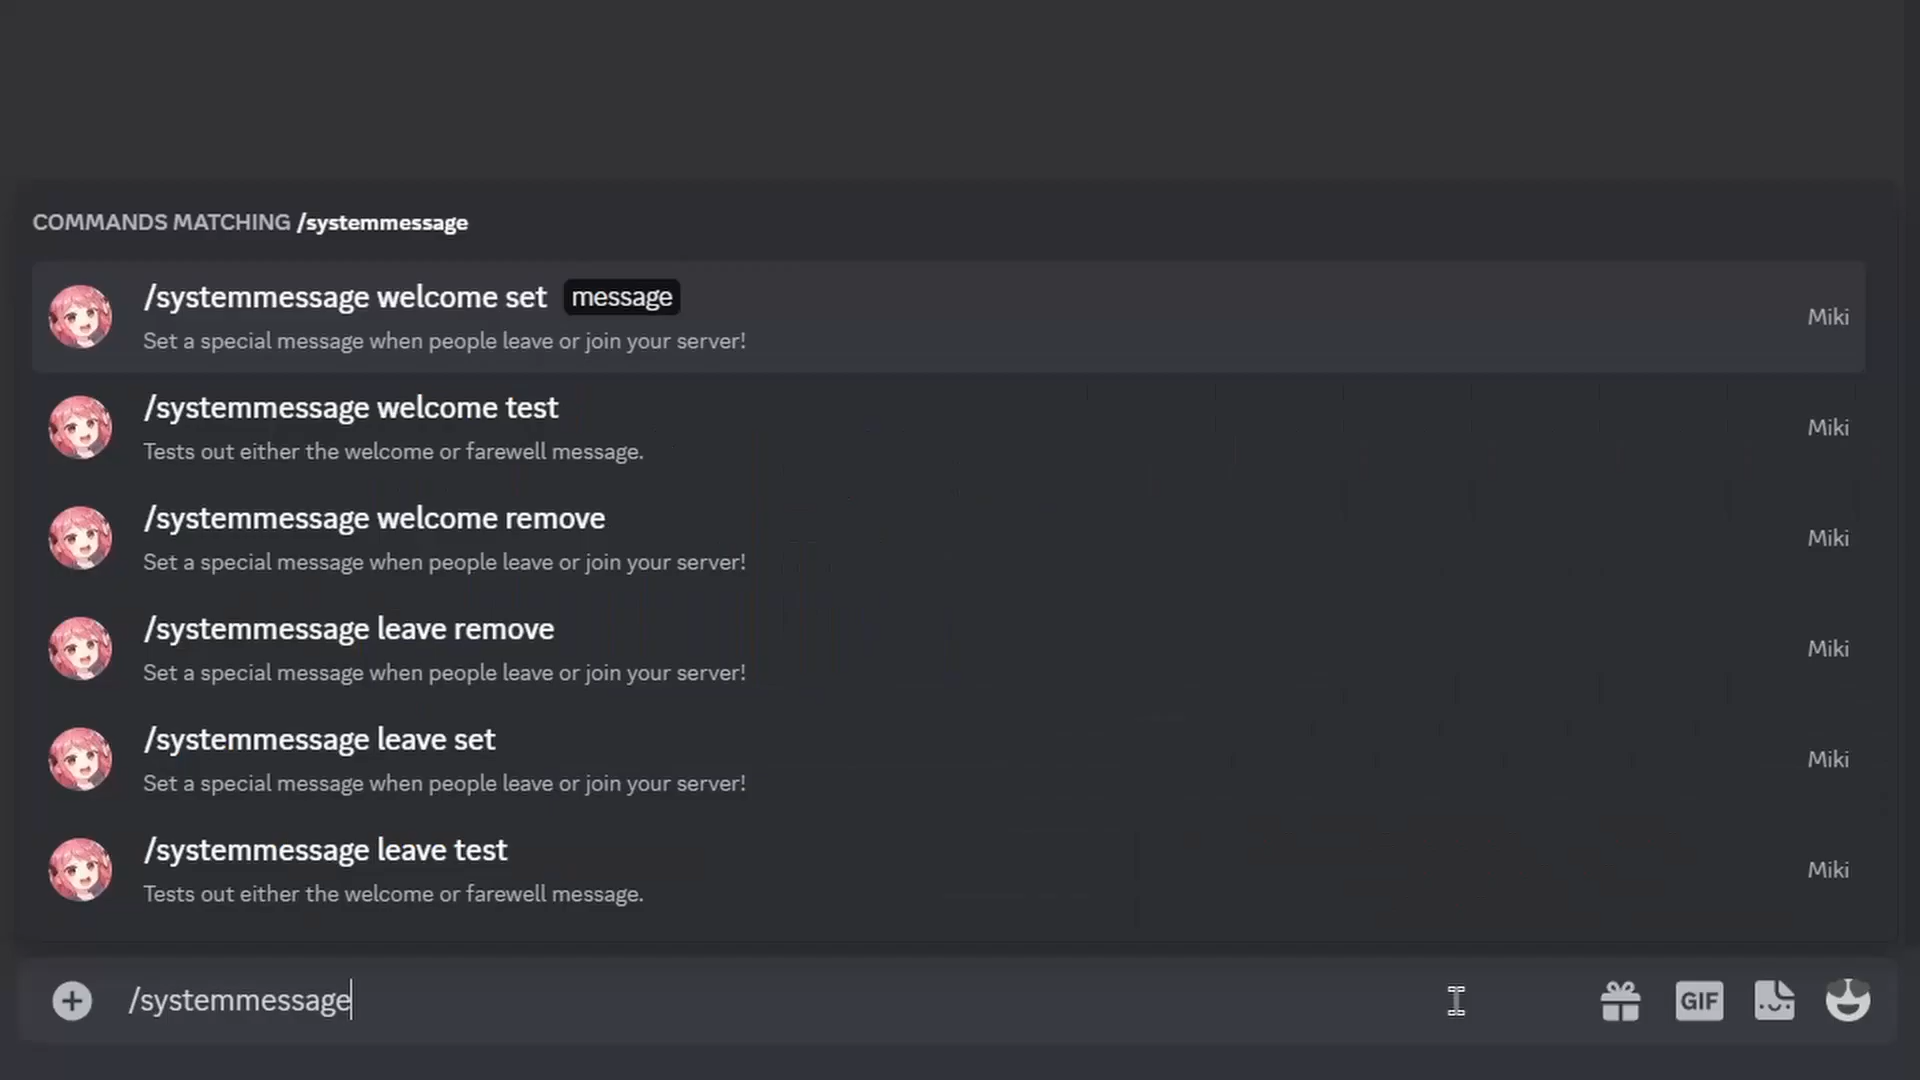 COMMANDS MATCHING /systemmessage
/systemmessage welcome set message
Set a special message when people leave or join your server!
Miki
/systemmessage welcome test
Tests out either the welcome or farewell message.
Miki
/systemmessage welcome remove
Set a special message when people leave or join your server!
Miki
/systemmessage leave remove
Set a special message when people leave or join your server!
Miki
/systemmessage leave set
Set a special message when people leave or join your server!
Miki
/systemmessage leave test
Tests out either the welcome or farewell message.
Miki
/systemmessage
GIF